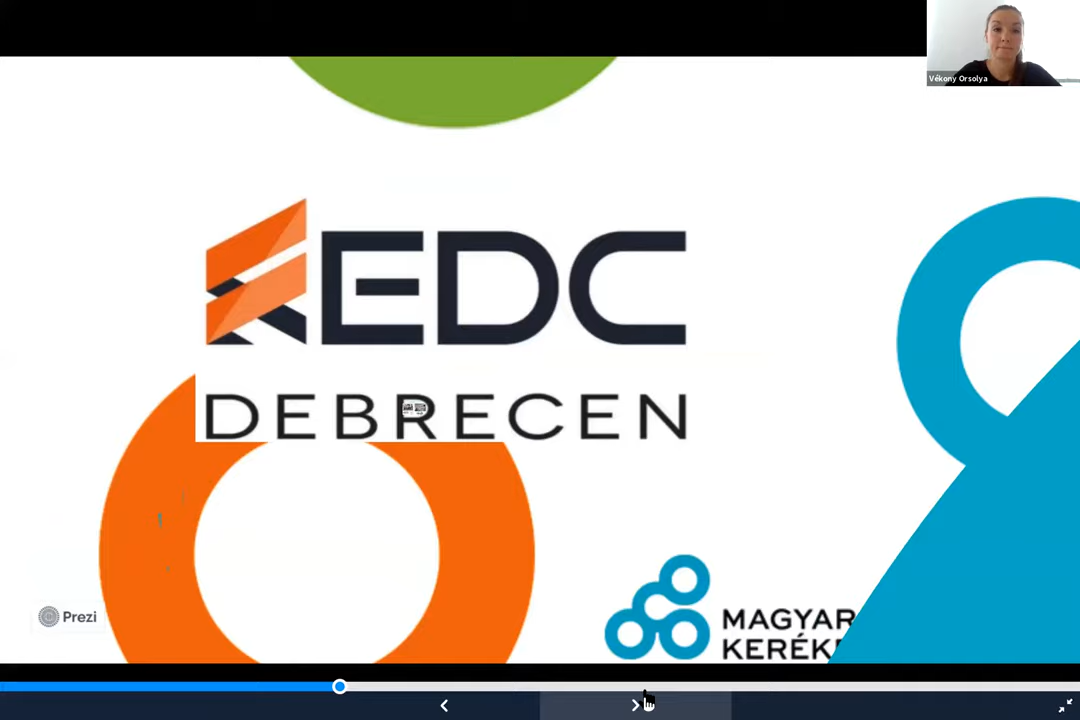 Vékony Orsolya
EDC
DEBRECEN
Prezi
MAGYAR
KERÉK